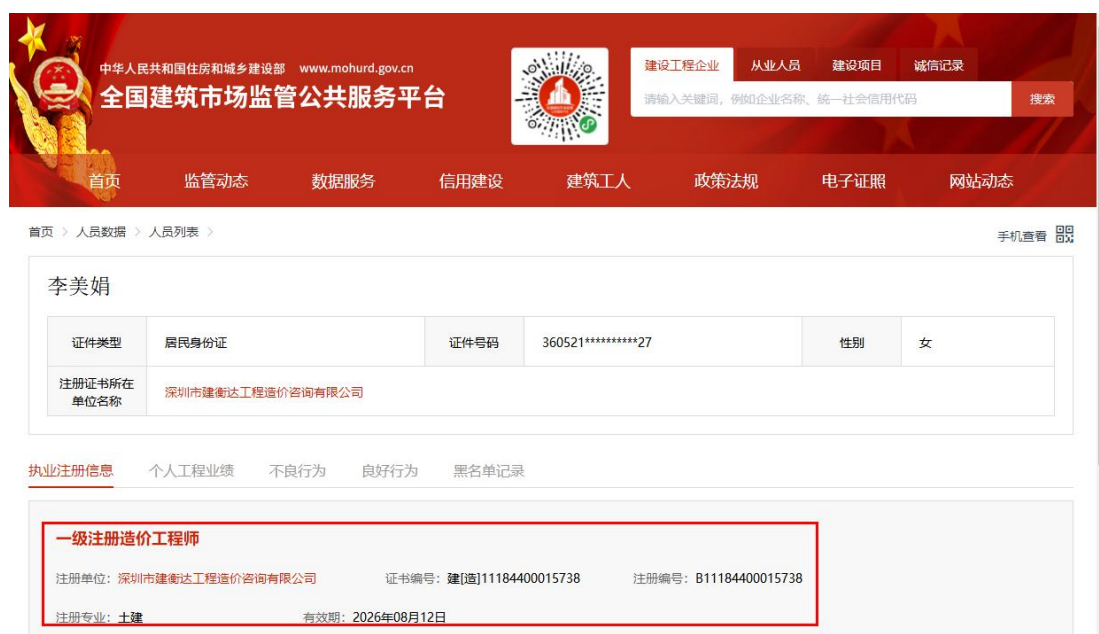 中华人民共和国住房和城乡建设部 www.mohurd.gov.cn
全国建筑市场监管公共服务平台
建设工程企业 从业人员 建设项目 诚信记录
请输入关键词，例如企业名称、统一社会信用代码 搜索
首页 监管动态 数据服务 信用建设 建筑工人 政策法规 电子证照 网站动态
首页 > 人员数据 > 人员列表 >
手机查看
李美娟
证件类型 居民身份证 证件号码 360521**********27 性别 女
注册证书所在
单位名称
深圳市建衡达工程造价咨询有限公司
执业注册信息 个人工程业绩 不良行为 良好行为 黑名单记录
一级注册造价工程师
注册单位：深圳市建衡达工程造价咨询有限公司 证书编号：建[造]11184400015738 注册编号：B11184400015738
注册专业：土建 有效期：2026年08月12日